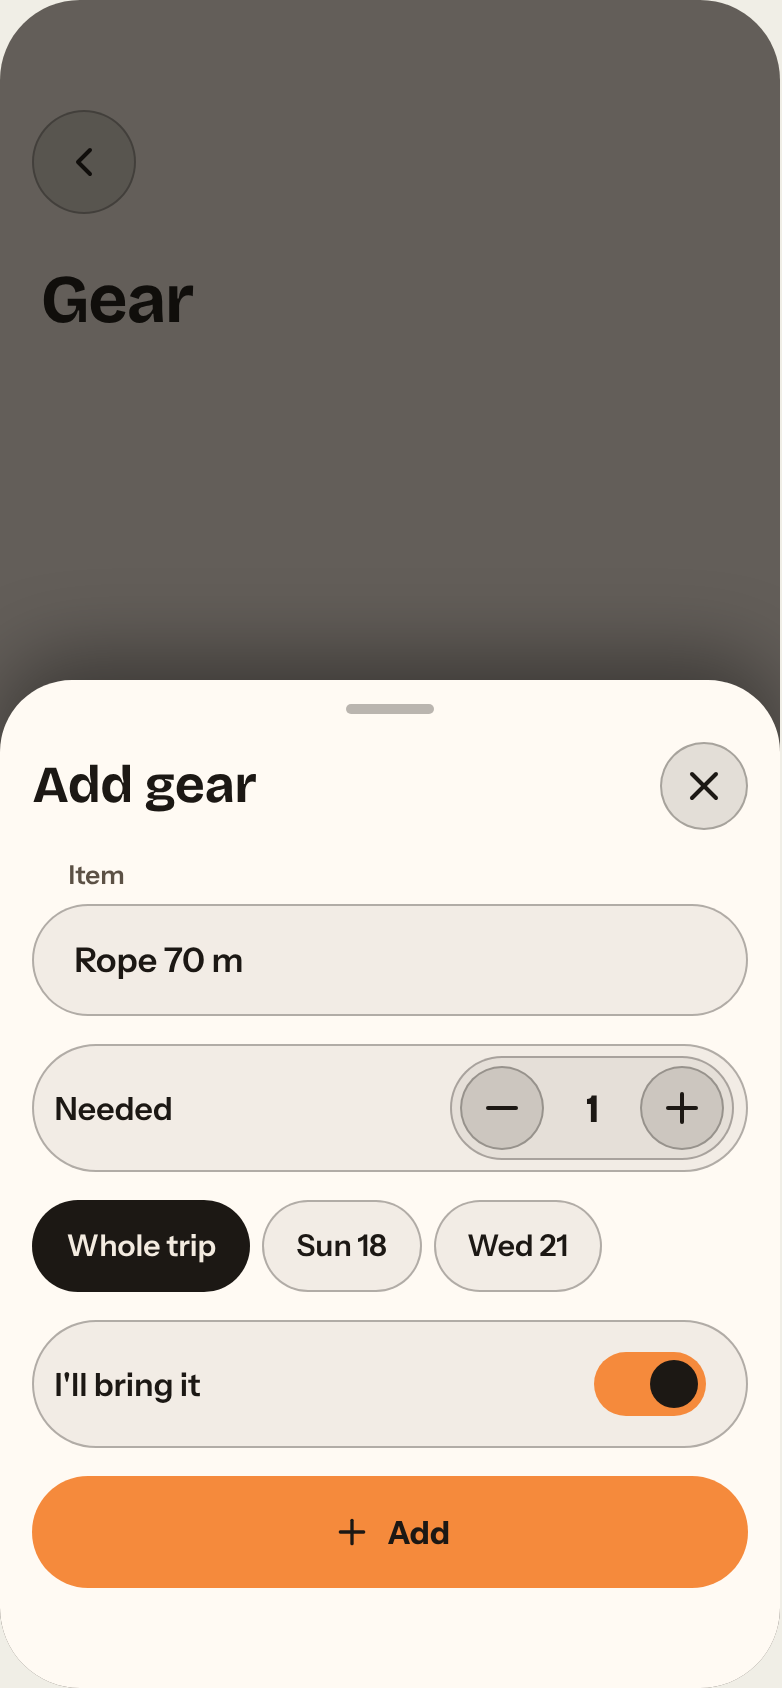 Gear
Add gear
Item
Rope 70 m
Needed
1
Whole trip
Sun 18
Wed 21
I'll bring it
Add